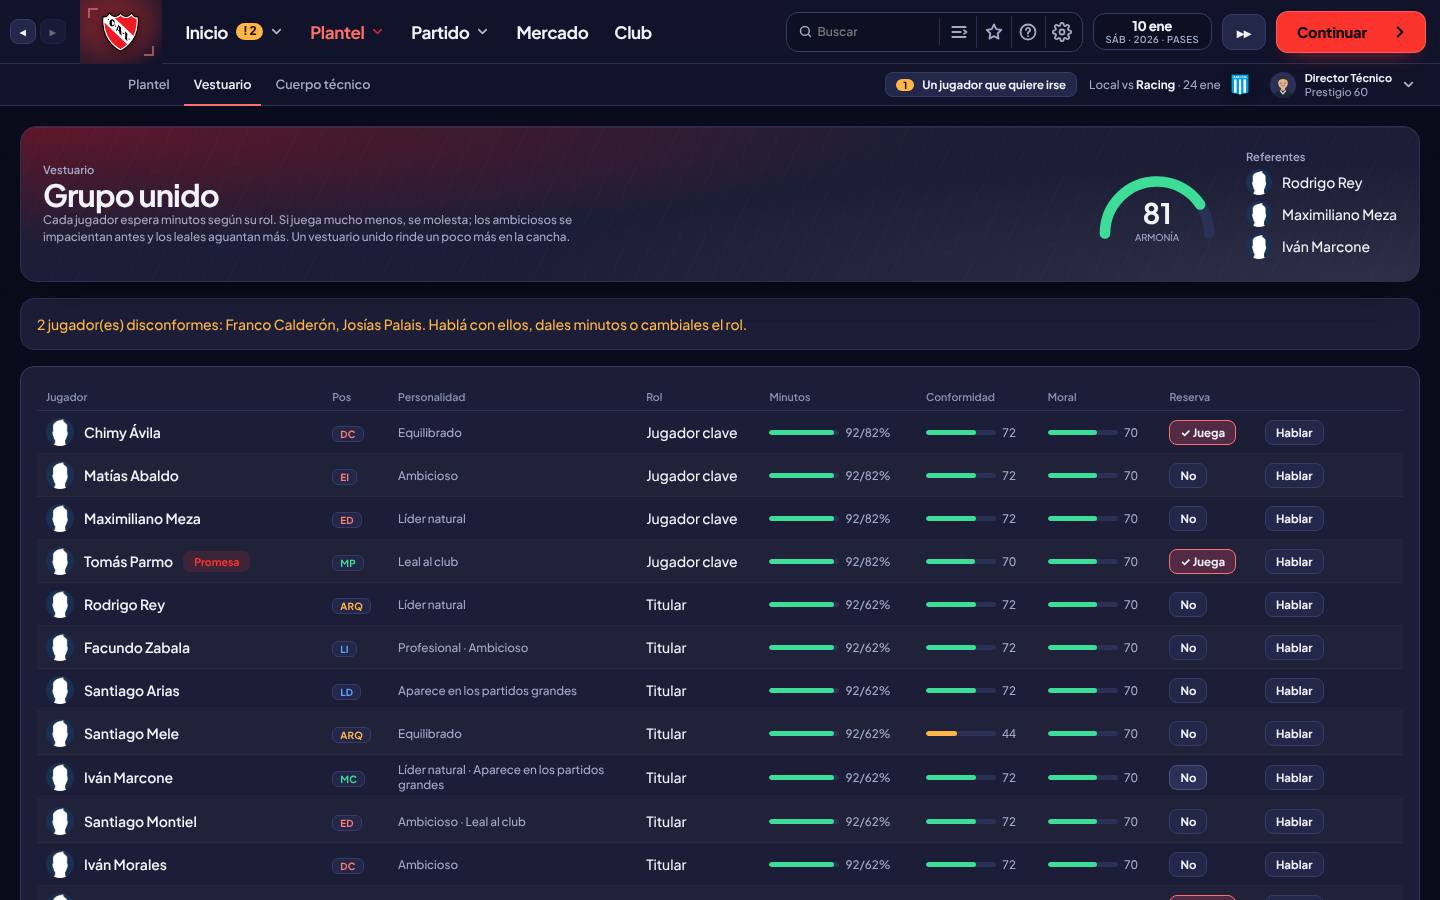 Inicio ! 2
Plantel
Partido
Mercado
Club
Buscar
10 ene
SÁB · 2026 · PASES
Continuar
Plantel
Vestuario
Cuerpo técnico
1 Un jugador que quiere irse
Local vs Racing · 24 ene
Director Técnico
Prestigio 60
Vestuario
Grupo unido
Cada jugador espera minutos según su rol. Si juega mucho menos, se molesta; los ambiciosos se
impacientan antes y los leales aguantan más. Un vestuario unido rinde un poco más en la cancha.
81
ARMONÍA
Referentes
Rodrigo Rey
Maximiliano Meza
Iván Marcone
2 jugador(es) disconformes: Franco Calderón, Josías Palais. Hablá con ellos, dales minutos o cambiales el rol.
Jugador Pos Personalidad Rol Minutos Conformidad Moral Reserva
Chimy Ávila DC Equilibrado Jugador clave 92/82% 72 70 ✓ Juega Hablar
Matías Abaldo EI Ambicioso Jugador clave 92/82% 72 70 No Hablar
Maximiliano Meza ED Líder natural Jugador clave 92/82% 72 70 No Hablar
Tomás Parmo Promesa MP Leal al club Jugador clave 92/82% 70 70 ✓ Juega Hablar
Rodrigo Rey ARQ Líder natural Titular 92/62% 72 70 No Hablar
Facundo Zabala LI Profesional · Ambicioso Titular 92/62% 72 70 No Hablar
Santiago Arias LD Aparece en los partidos grandes Titular 92/62% 72 70 No Hablar
Santiago Mele ARQ Equilibrado Titular 92/62% 44 70 No Hablar
Iván Marcone MC Líder natural · Aparece en los partidos grandes Titular 92/62% 72 70 No Hablar
Santiago Montiel ED Ambicioso · Leal al club Titular 92/62% 72 70 No Hablar
Iván Morales DC Ambicioso Titular 92/62% 72 70 No Hablar